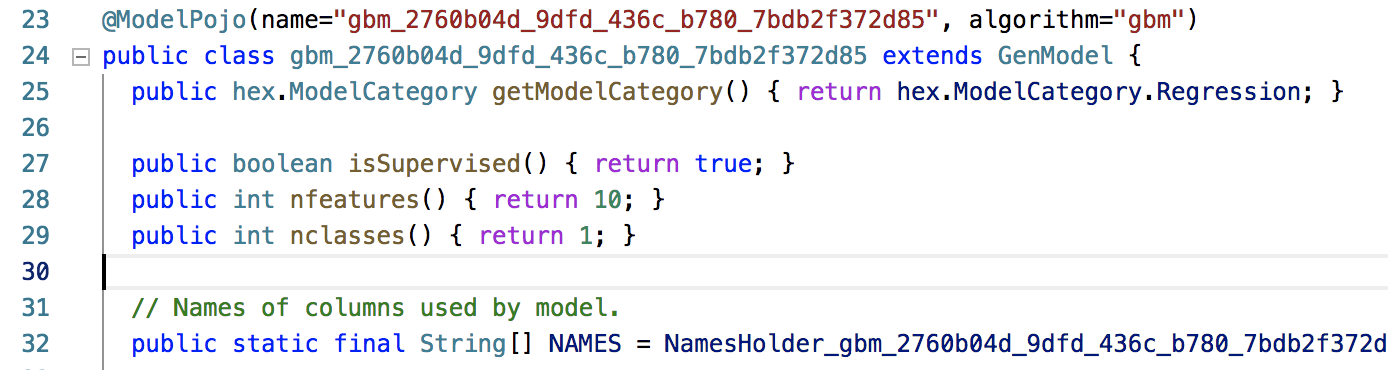 23 @ModelPojo(name="gbm_2760b04d_9dfd_436c_b780_7bdb2f372d85", algorithm="gbm")
24 public class gbm_2760b04d_9dfd_436c_b780_7bdb2f372d85 extends GenModel {
25 public hex.ModelCategory getModelCategory() { return hex.ModelCategory.Regression; }
26
27 public boolean isSupervised() { return true; }
28 public int nfeatures() { return 10; }
29 public int nclasses() { return 1; }
30
31 // Names of columns used by model.
32 public static final String[] NAMES = NamesHolder_gbm_2760b04d_9dfd_436c_b780_7bdb2f372d